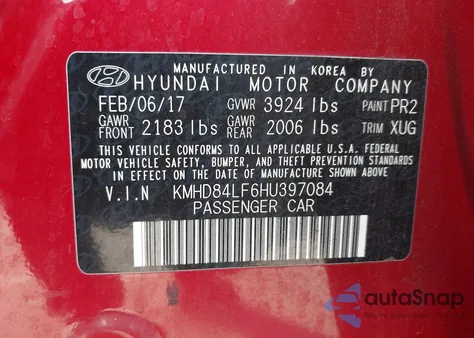 MANUFACTURED IN KOREA BY
HYUNDAI MOTOR COMPANY
FEB/06/17 GVWR 3924 lbs PAINT PR2
GAWR FRONT 2183 lbs GAWR REAR 2006 lbs TRIM XUG
THIS VEHICLE CONFORMS TO ALL APPLICABLE U.S.A. FEDERAL
MOTOR VEHICLE SAFETY, BUMPER, AND THEFT PREVENTION
STANDARDS IN EFFECT ON THE DATE OF MANUFACTURE SHOWN ABOVE.
V.I.N KMHD84LF6HU397084
PASSENGER CAR
autoSnap